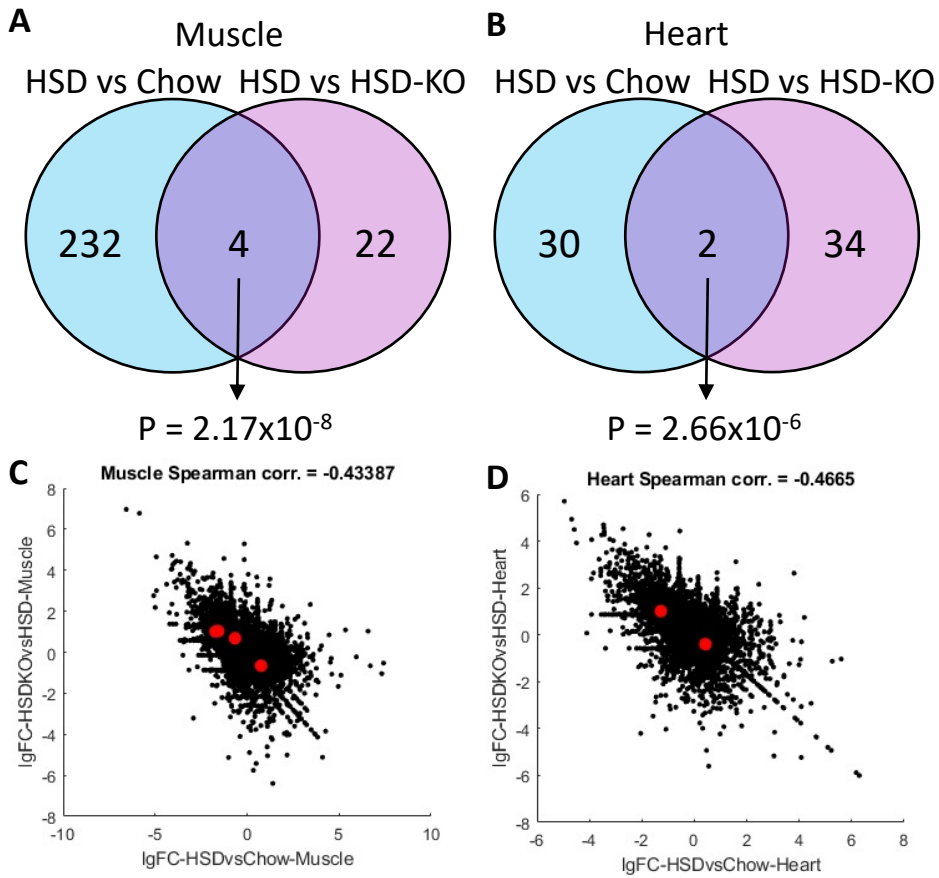 A
Muscle
HSD vs Chow HSD vs HSD-KO
232 4 22
P = 2.17x10-8
B
Heart
HSD vs Chow HSD vs HSD-KO
30 2 34
P = 2.66x10-6
C
Muscle Spearman corr. = -0.43387
lgFC-HSDKOvsHSD-Muscle
8
6
4
2
0
-2
-4
-6
-8
-10 -5 0 5 10
lgFC-HSDvsChow-Muscle
D
Heart Spearman corr. = -0.4665
lgFC-HSDKOvsHSD-Heart
6
4
2
0
-2
-4
-6
-8
-6 -4 -2 0 2 4 6 8
lgFC-HSDvsChow-Heart